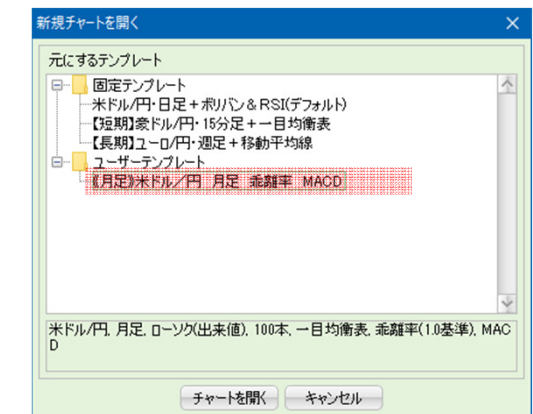 新規チャートを開く
元にするテンプレート
固定テンプレート
米ドル/円・日足+ボリバン&RSI(デフォルト)
【短期】豪ドル/円・15分足+一目均衡表
【長期】ユーロ/円・週足+移動平均線
ユーザーテンプレート
《月足》米ドル/円 月足 乖離率 MACD
米ドル/円, 月足, ローソク(出来値), 100本, 一目均衡表, 乖離率(1.0基準), MAC
D
チャートを開く キャンセル